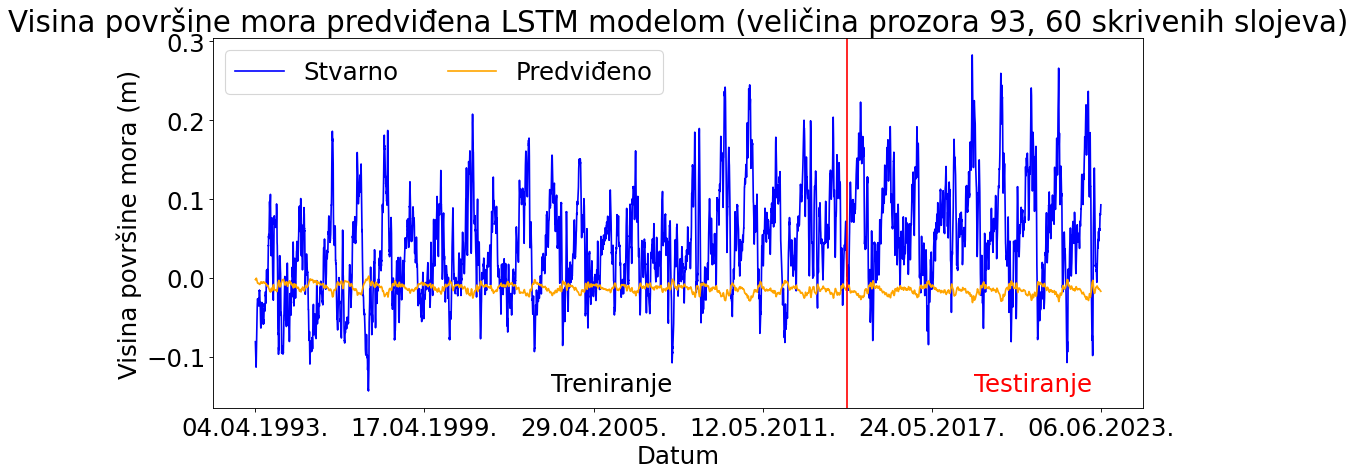 Visina površine mora predviđena LSTM modelom (veličina prozora 93, 60 skrivenih slojeva)
Stvarno
Predviđeno
Visina površine mora (m)
0.3
0.2
0.1
0.0
−0.1
Treniranje
Testiranje
04.04.1993.
17.04.1999.
29.04.2005.
12.05.2011.
24.05.2017.
06.06.2023.
Datum